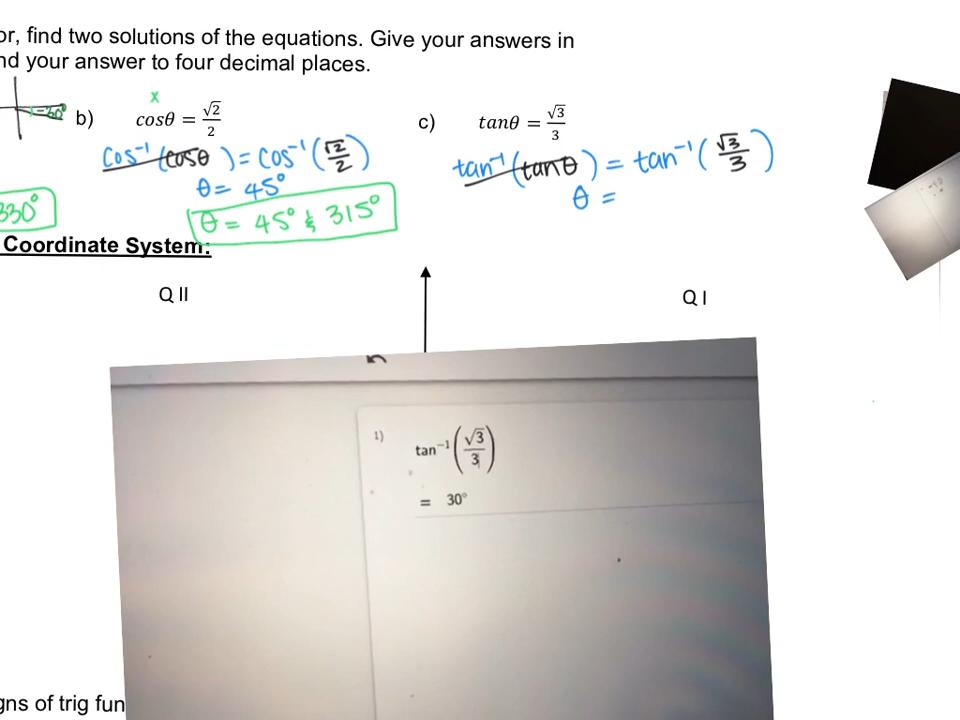 or, find two solutions of the equations. Give your answers in
nd your answer to four decimal places.
-30°
b) cosθ = √2/2
x
c) tanθ = √3/3
cos⁻¹(cosθ) = cos⁻¹(√2/2)
θ = 45°
θ = 45° & 315°
tan⁻¹(tanθ) = tan⁻¹(√3/3)
θ =
330°
Coordinate System:
Q II
Q I
1) tan⁻¹(√3/3)
= 30°
gns of trig fun